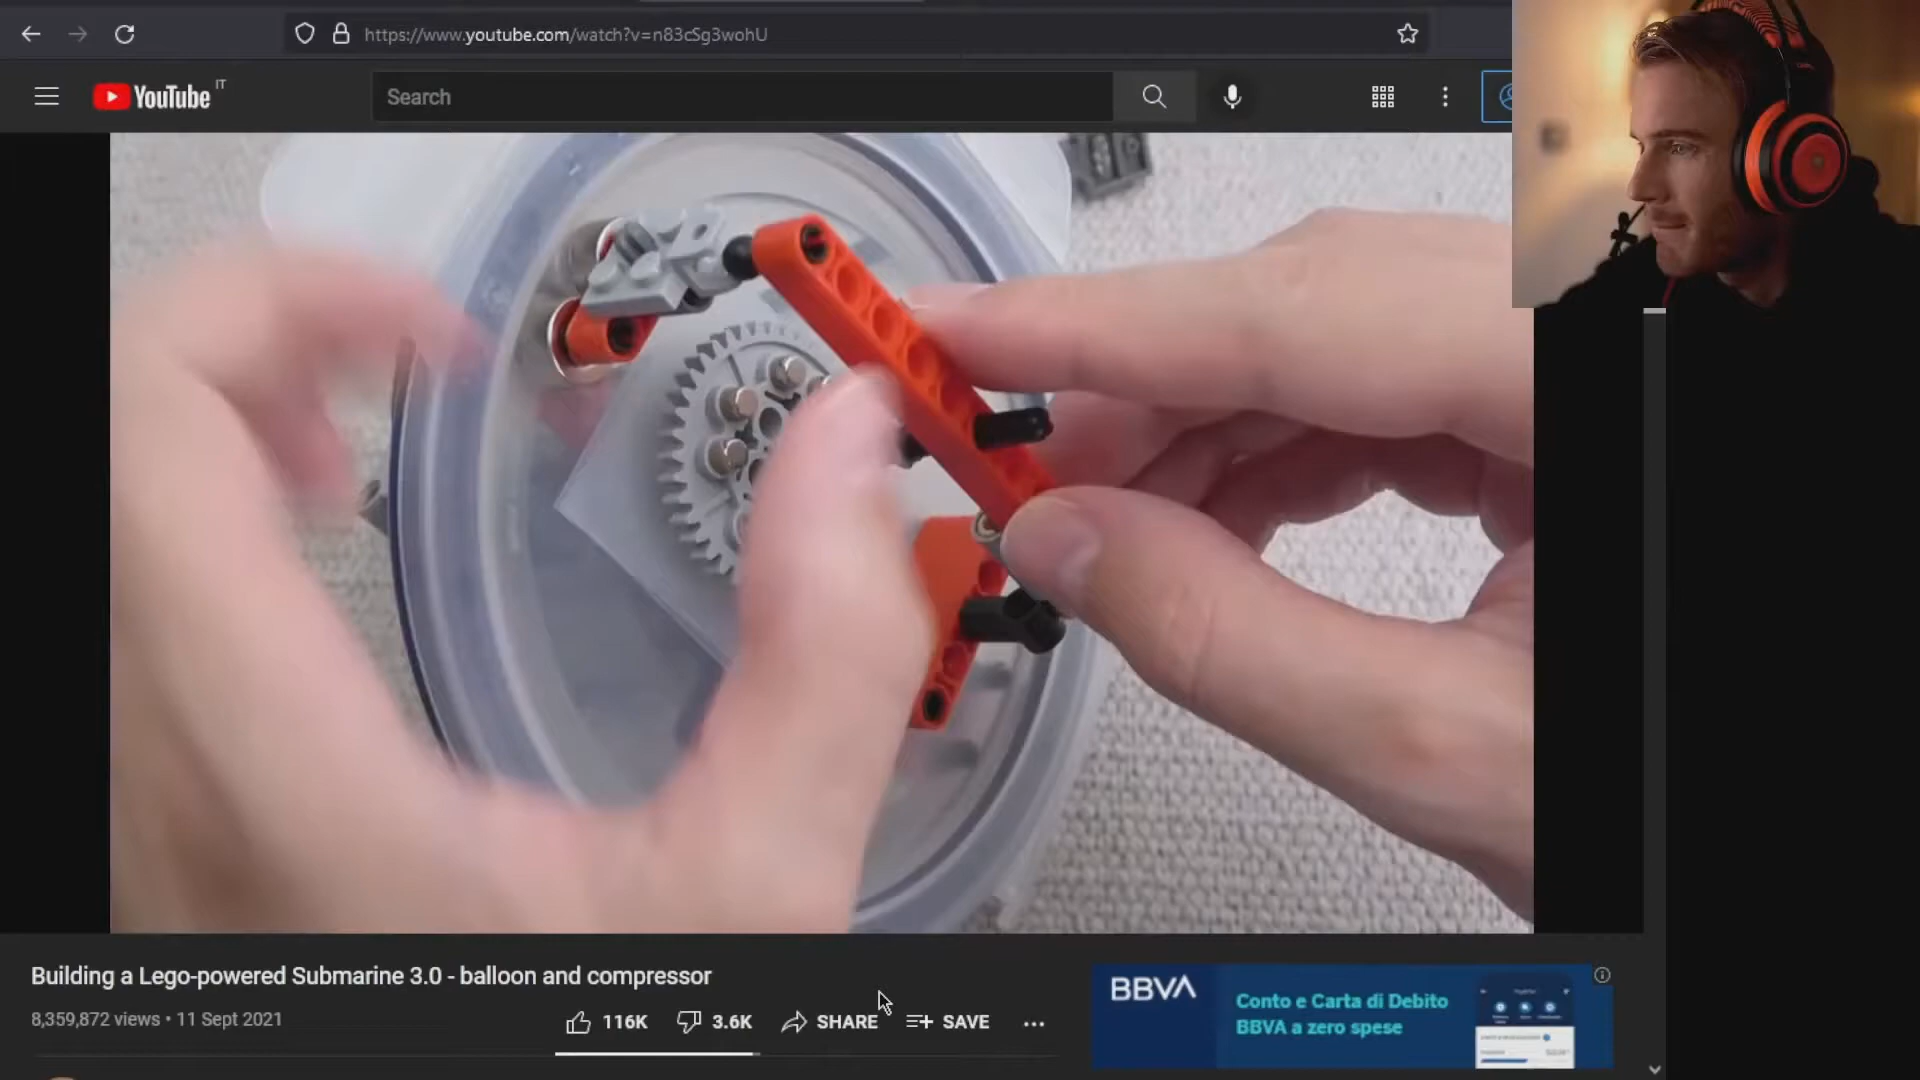 https://www.youtube.com/watch?v=n83cSg3wohU
YouTube IT
Search
Building a Lego-powered Submarine 3.0 - balloon and compressor
8,359,872 views • 11 Sept 2021
116K
3.6K
SHARE
SAVE
BBVA
Conto e Carta di Debito
BBVA a zero spese